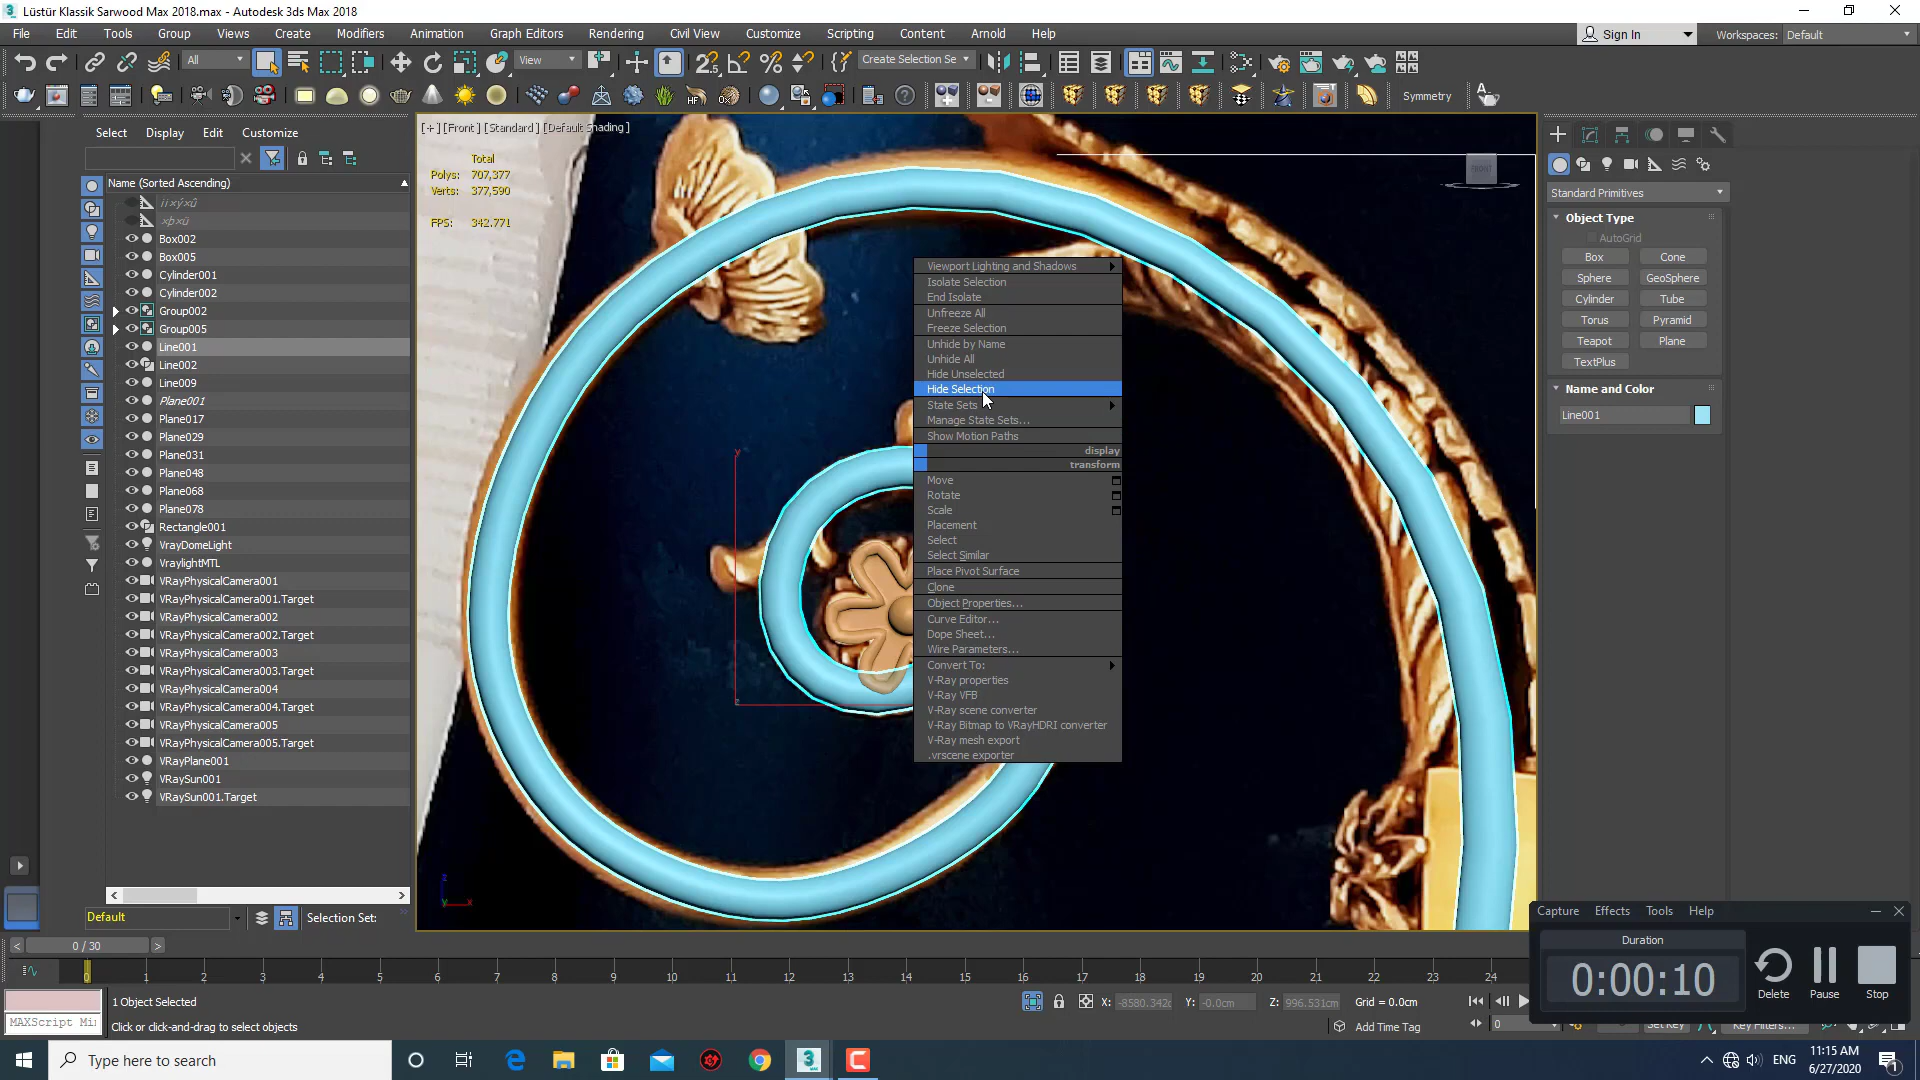 Lüstür Klassik Sarwood Max 2018.max - Autodesk 3ds Max 2018
File Edit Tools Group Views Create Modifiers Animation Graph Editors Rendering Civil View Customize Scripting Content Arnold Help
Sign In
Workspaces: Default
All
View
Create Selection Se
Symmetry
Select Display Edit Customize
Name (Sorted Ascending)
Box002
Box005
Cylinder001
Cylinder002
Group002
Group005
Line001
Line002
Line009
Plane001
Plane017
Plane029
Plane031
Plane048
Plane068
Plane078
Rectangle001
VrayDomeLight
VraylightMTL
VRayPhysicalCamera001
VRayPhysicalCamera001.Target
VRayPhysicalCamera002
VRayPhysicalCamera002.Target
VRayPhysicalCamera003
VRayPhysicalCamera003.Target
VRayPhysicalCamera004
VRayPhysicalCamera004.Target
VRayPhysicalCamera005
VRayPhysicalCamera005.Target
VRayPlane001
VRaySun001
VRaySun001.Target
Default
Selection Set:
[+] [Front] [Standard] [Default Shading]
Total
Polys: 707,377
Verts: 377,590
FPS: 342.771
FRONT
Viewport Lighting and Shadows
Isolate Selection
End Isolate
Unfreeze All
Freeze Selection
Unhide by Name
Unhide All
Hide Unselected
Hide Selection
State Sets
Manage State Sets...
Show Motion Paths
display
transform
Move
Rotate
Scale
Placement
Select
Select Similar
Place Pivot Surface
Clone
Object Properties...
Curve Editor...
Dope Sheet...
Wire Parameters...
Convert To:
V-Ray properties
V-Ray VFB
V-Ray scene converter
V-Ray Bitmap to VRayHDRI converter
V-Ray mesh export
.vrscene exporter
Standard Primitives
Object Type
AutoGrid
Box Cone
Sphere GeoSphere
Cylinder Tube
Torus Pyramid
Teapot Plane
TextPlus
Name and Color
Line001
Capture Effects Tools Help
Duration
0:00:10
Delete Pause Stop
0 / 30
0 1 2 3 4 5 6 7 8 9 10 11 12 13 14 15 16 17 18 19 20 21 22 23 24
1 Object Selected
Click or click-and-drag to select objects
MAXScript Mi
X: -8580.342c Y: -0.0cm Z: 996.531cm Grid = 0.0cm
Add Time Tag
0
Set Key
Key Filters...
Type here to search
ENG
11:15 AM
6/27/2020